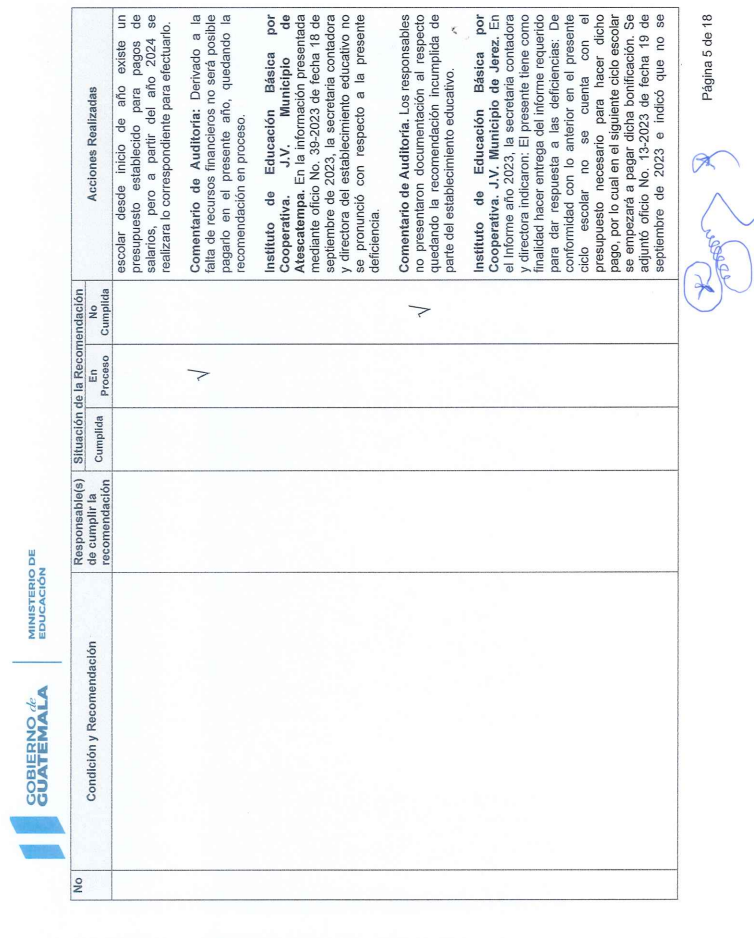 GOBIERNO de
GUATEMALA
MINISTERIO DE
EDUCACIÓN
No
Condición y Recomendación
Responsable(s)
de cumplir la
recomendación
Situación de la Recomendación
Cumplida
En
Proceso
No
Cumplida
Acciones Realizadas
escolar desde inicio de año existe un
presupuesto establecido para pagos de
salarios, pero a partir del año 2024 se
realizara lo correspondiente para efectuarlo.
Comentario de Auditoría: Derivado a la
falta de recursos financieros no será posible
pagarlo en el presente año, quedando la
recomendación en proceso.
√
Instituto de Educación Básica por
Cooperativa. J.V. Municipio de
Atescatempa. En la información presentada
mediante oficio No. 39-2023 de fecha 18 de
septiembre de 2023, la secretaria contadora
y directora del establecimiento educativo no
se pronunció con respecto a la presente
deficiencia.
Comentario de Auditoría. Los responsables
no presentaron documentación al respecto
quedando la recomendación incumplida de
parte del establecimiento educativo.
√
Instituto de Educación Básica por
Cooperativa. J.V. Municipio de Jerez. En
el Informe año 2023, la secretaria contadora
y directora indicaron: El presente tiene como
finalidad hacer entrega del informe requerido
para dar respuesta a las deficiencias: De
conformidad con lo anterior en el presente
ciclo escolar no se cuenta con el
presupuesto necesario para hacer dicho
pago, por lo cual en el siguiente ciclo escolar
se empezará a pagar dicha bonificación. Se
adjuntó oficio No. 13-2023 de fecha 19 de
septiembre de 2023 e indicó que no se
Página 5 de 18